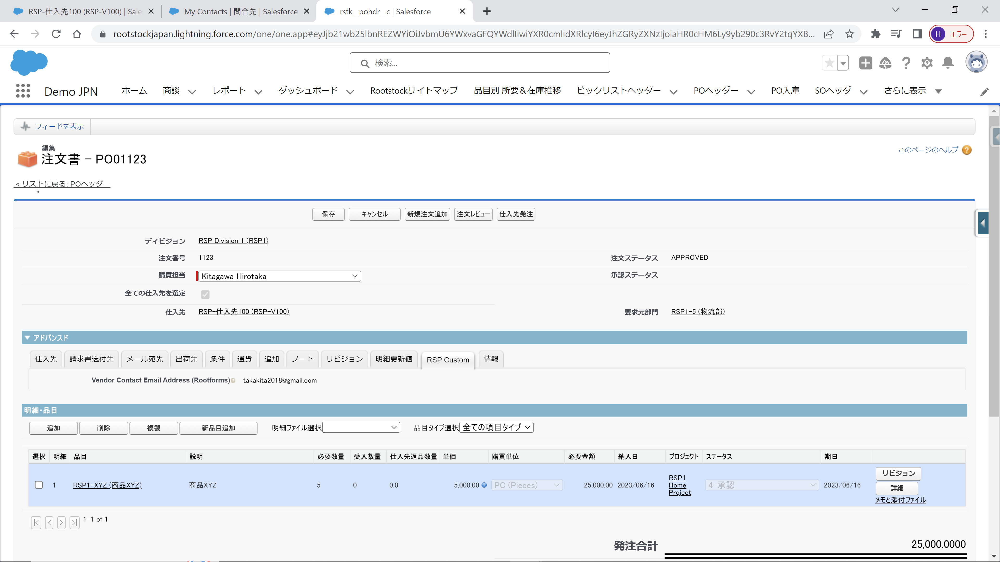 RSP-仕入先100 (RSP-V100) | Sale
My Contacts | 問合先 | Salesforce
rstk__pohdr__c | Salesforce
rootstockjapan.lightning.force.com/one/one.app#eyJjb21wb25lbnREZWYiOiJvbmU6YWxvaGFQYWdlIiwiYXR0cmlidXRlcyI6eyJhZGRyZXNzIjoiaHR0cHM6Ly9yb290c3RvY2tqYXB...
H エラー
検索...
Demo JPN
ホーム 商談 レポート ダッシュボード Rootstockサイトマップ 品目別 所要&在庫推移 ピックリストヘッダー POヘッダー PO入庫 SOヘッダ さらに表示
フィードを表示
編集
注文書 - PO01123
このページのヘルプ
« リストに戻る: POヘッダー
"
保存 キャンセル 新規注文追加 注文レビュー 仕入先発注
ディビジョン RSP Division 1 (RSP1)
注文番号 1123 注文ステータス APPROVED
購買担当 Kitagawa Hirotaka 承認ステータス
全ての仕入先を選定
仕入先 RSP-仕入先100 (RSP-V100) 要求元部門 RSP1-5 (物流部)
アドバンスド
仕入先 請求書送付先 メール宛先 出荷先 条件 通貨 追加 ノート リビジョン 明細更新値 RSP Custom 情報
Vendor Contact Email Address (Rootforms) takakita2018@gmail.com
明細・品目
追加 削除 複製 新品目追加 明細ファイル選択 品目タイプ選択 全ての項目タイプ
選択 明細 品目 説明 必要数量 受入数量 仕入先返品数量 単価 購買単位 必要金額 納入日 プロジェクト ステータス 期日
1 RSP1-XYZ (商品XYZ) 商品XYZ 5 0 0.0 5,000.00 PC (Pieces) 25,000.00 2023/06/16 RSP1 Home Project 4-承認 2023/06/16
リビジョン
詳細
メモと添付ファイル
1-1 of 1
発注合計 25,000.0000